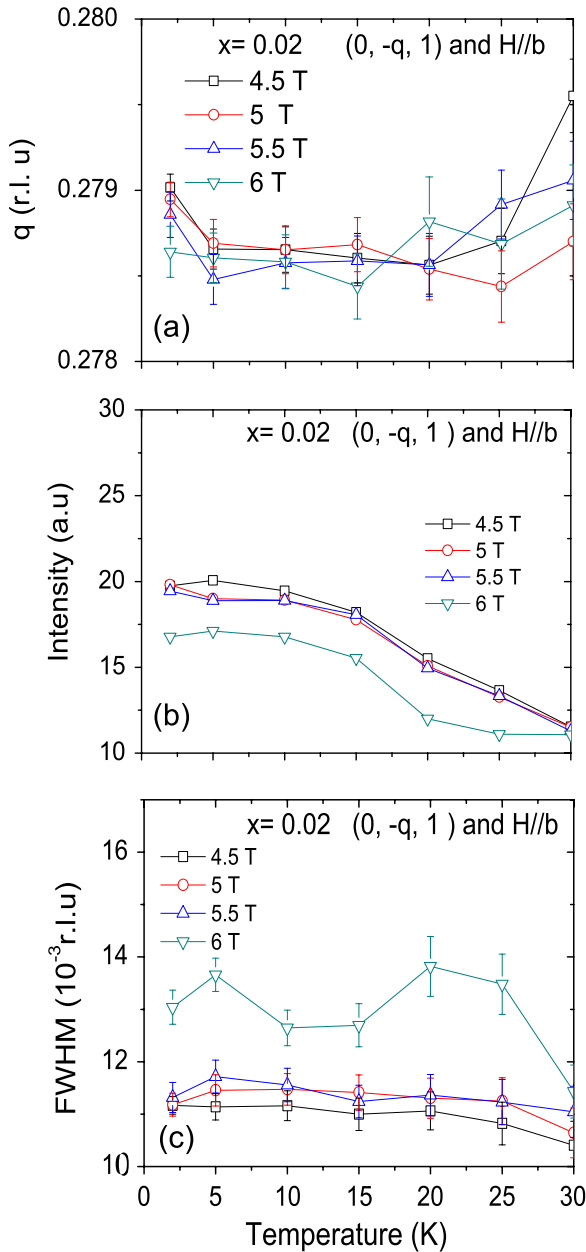 0.280
x= 0.02 (0, -q, 1) and H//b
4.5 T
5 T
5.5 T
6 T
0.279
q (r.l. u)
(a)
0.278
30
x= 0.02 (0, -q, 1 ) and H//b
25
4.5 T
5 T
5.5 T
6 T
20
Intensity (a.u)
15
(b)
10
x= 0.02 (0, -q, 1 ) and H//b
16
4.5 T
5 T
5.5 T
6 T
14
FWHM (10-3r.l.u)
12
(c)
10
0 5 10 15 20 25 30
Temperature (K)